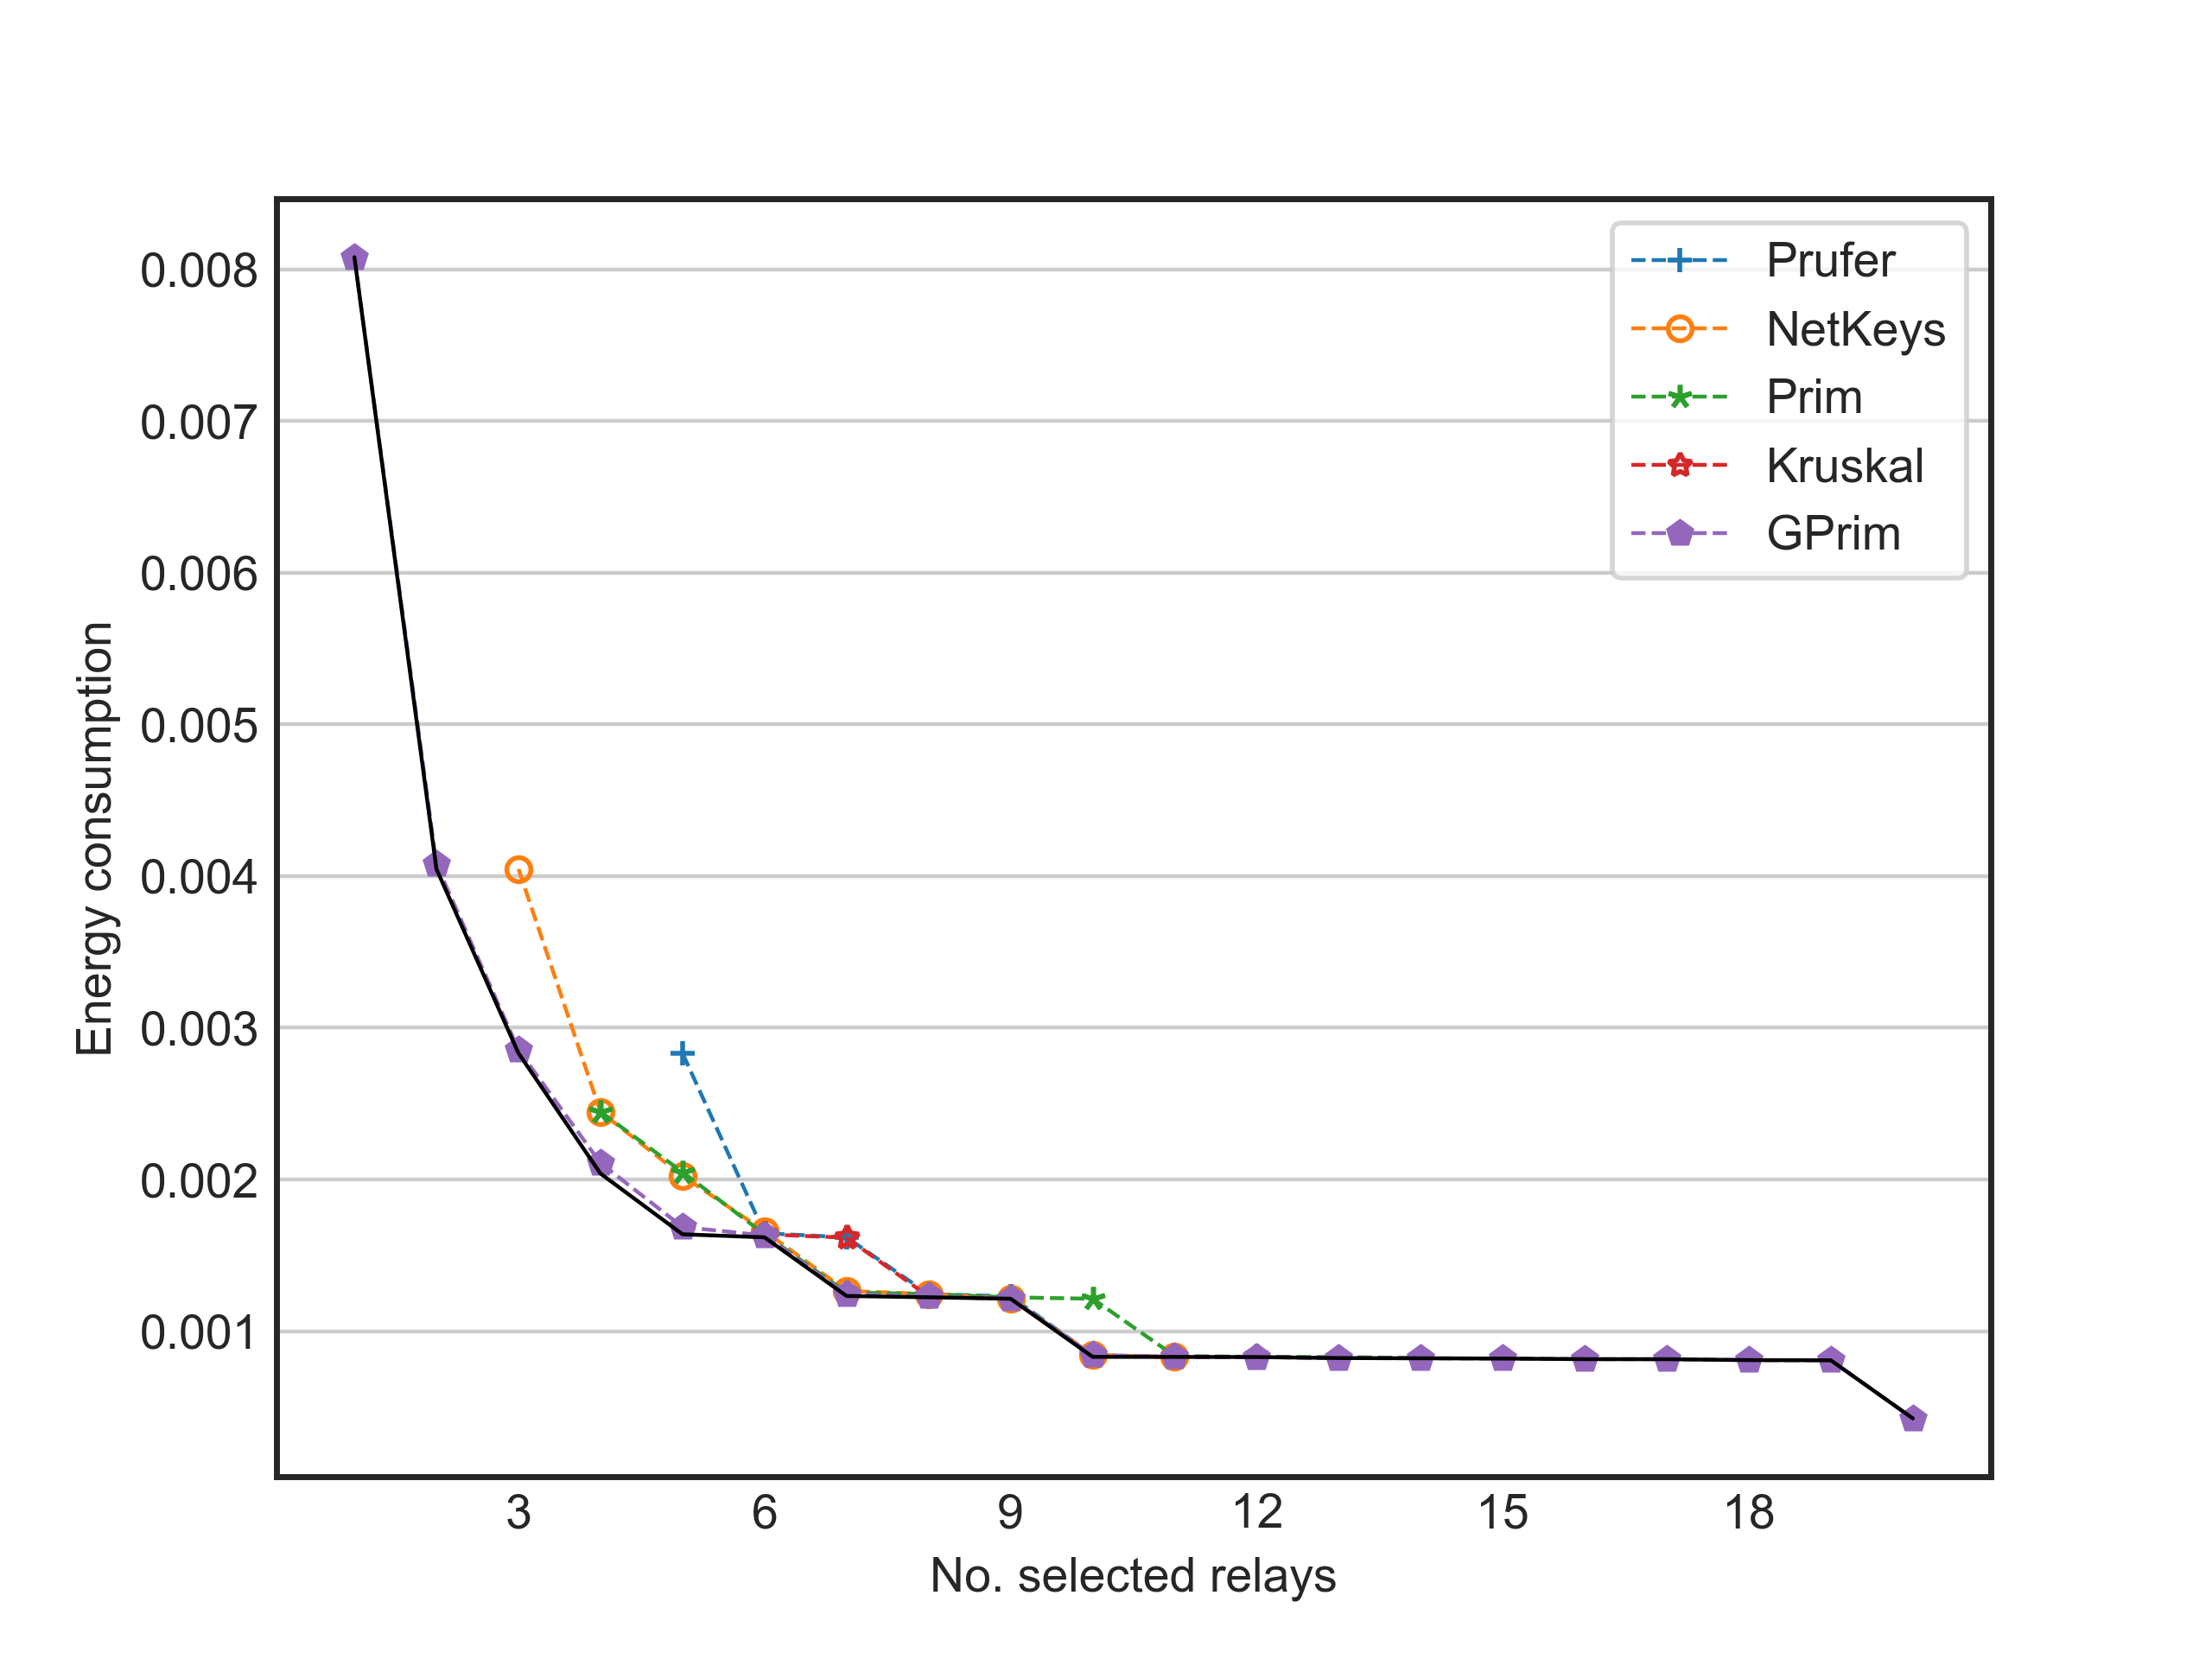 Prufer
NetKeys
Prim
Kruskal
GPrim
0.008
0.007
0.006
0.005
0.004
0.003
0.002
0.001
Energy consumption
3 6 9 12 15 18
No. selected relays